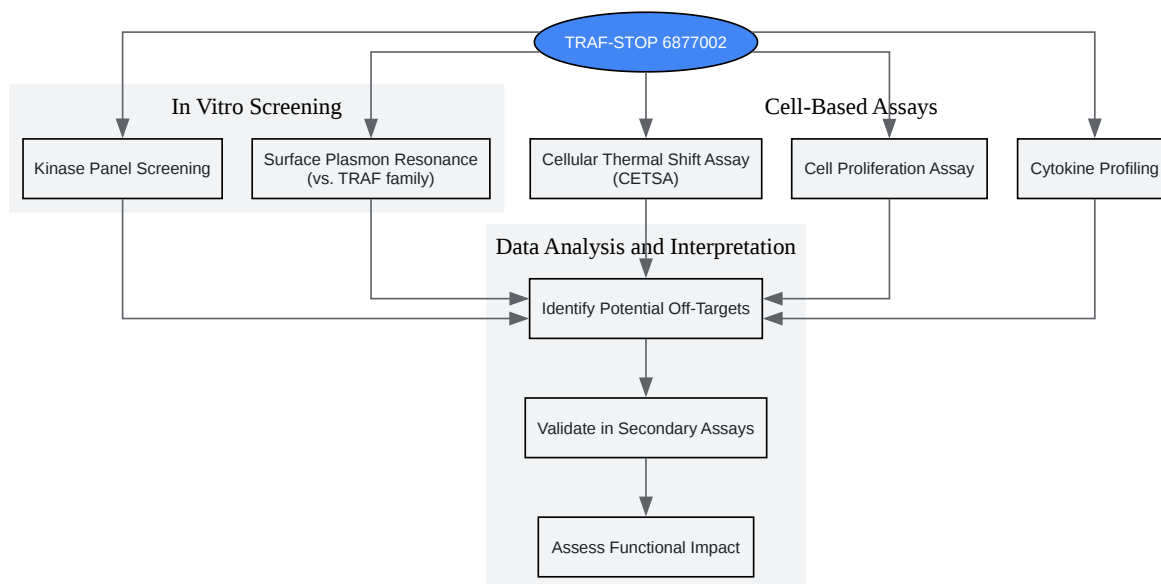 TRAF-STOP 6877002
In Vitro Screening
Cell-Based Assays
Kinase Panel Screening
Surface Plasmon Resonance
(vs. TRAF family)
Cellular Thermal Shift Assay
(CETSA)
Cell Proliferation Assay
Cytokine Profiling
Data Analysis and Interpretation
Identify Potential Off-Targets
Validate in Secondary Assays
Assess Functional Impact